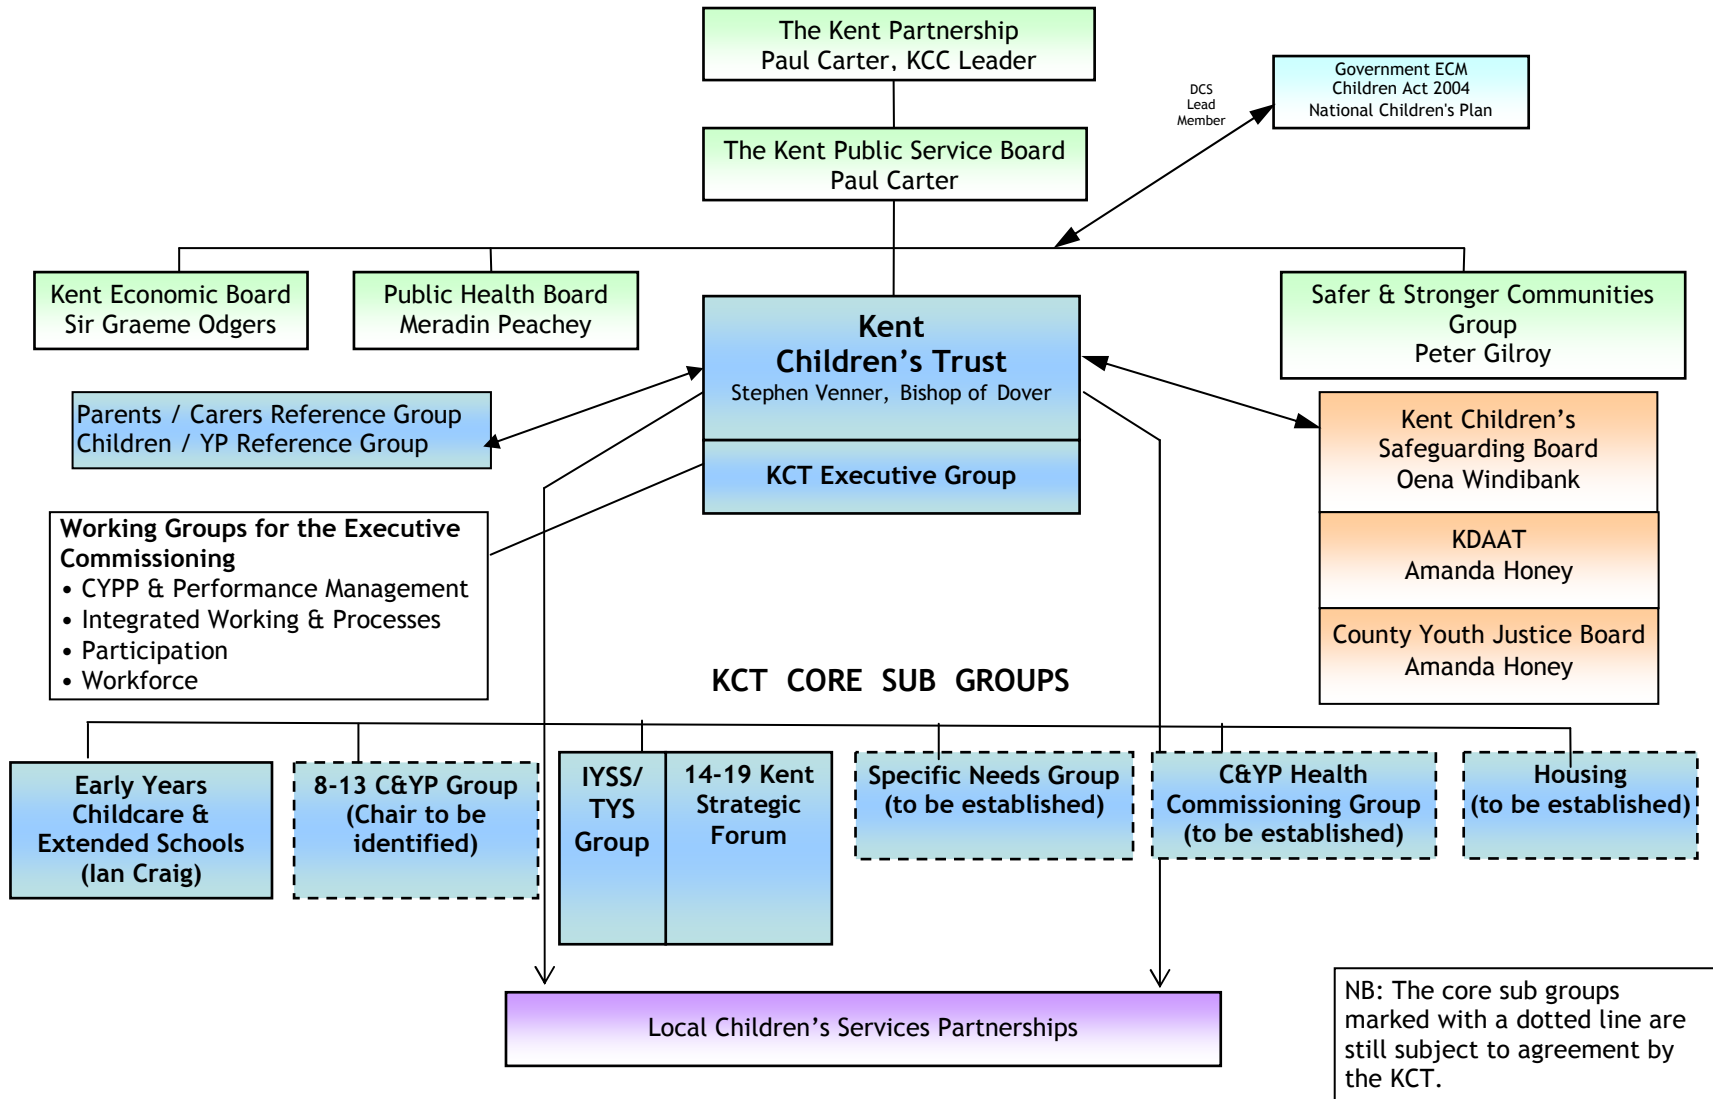 The Kent Partnership
Paul Carter, KCC Leader
Government ECM
Children Act 2004
National Children's Plan
DCS
Lead
Member
The Kent Public Service Board
Paul Carter
Kent Economic Board
Sir Graeme Odgers
Public Health Board
Meradin Peachey
Kent
Children’s Trust
Stephen Venner, Bishop of Dover
KCT Executive Group
Safer & Stronger Communities
Group
Peter Gilroy
Parents / Carers Reference Group
Children / YP Reference Group
Kent Children’s
Safeguarding Board
Oena Windibank
KDAAT
Amanda Honey
County Youth Justice Board
Amanda Honey
Working Groups for the Executive
Commissioning
• CYPP & Performance Management
• Integrated Working & Processes
• Participation
• Workforce
KCT CORE SUB GROUPS
Early Years
Childcare &
Extended Schools
(Ian Craig)
8-13 C&YP Group
(Chair to be
identified)
IYSS/
TYS
Group
14-19 Kent
Strategic
Forum
Specific Needs Group
(to be established)
C&YP Health
Commissioning Group
(to be established)
Housing
(to be established)
Local Children’s Services Partnerships
NB: The core sub groups
marked with a dotted line are
still subject to agreement by
the KCT.